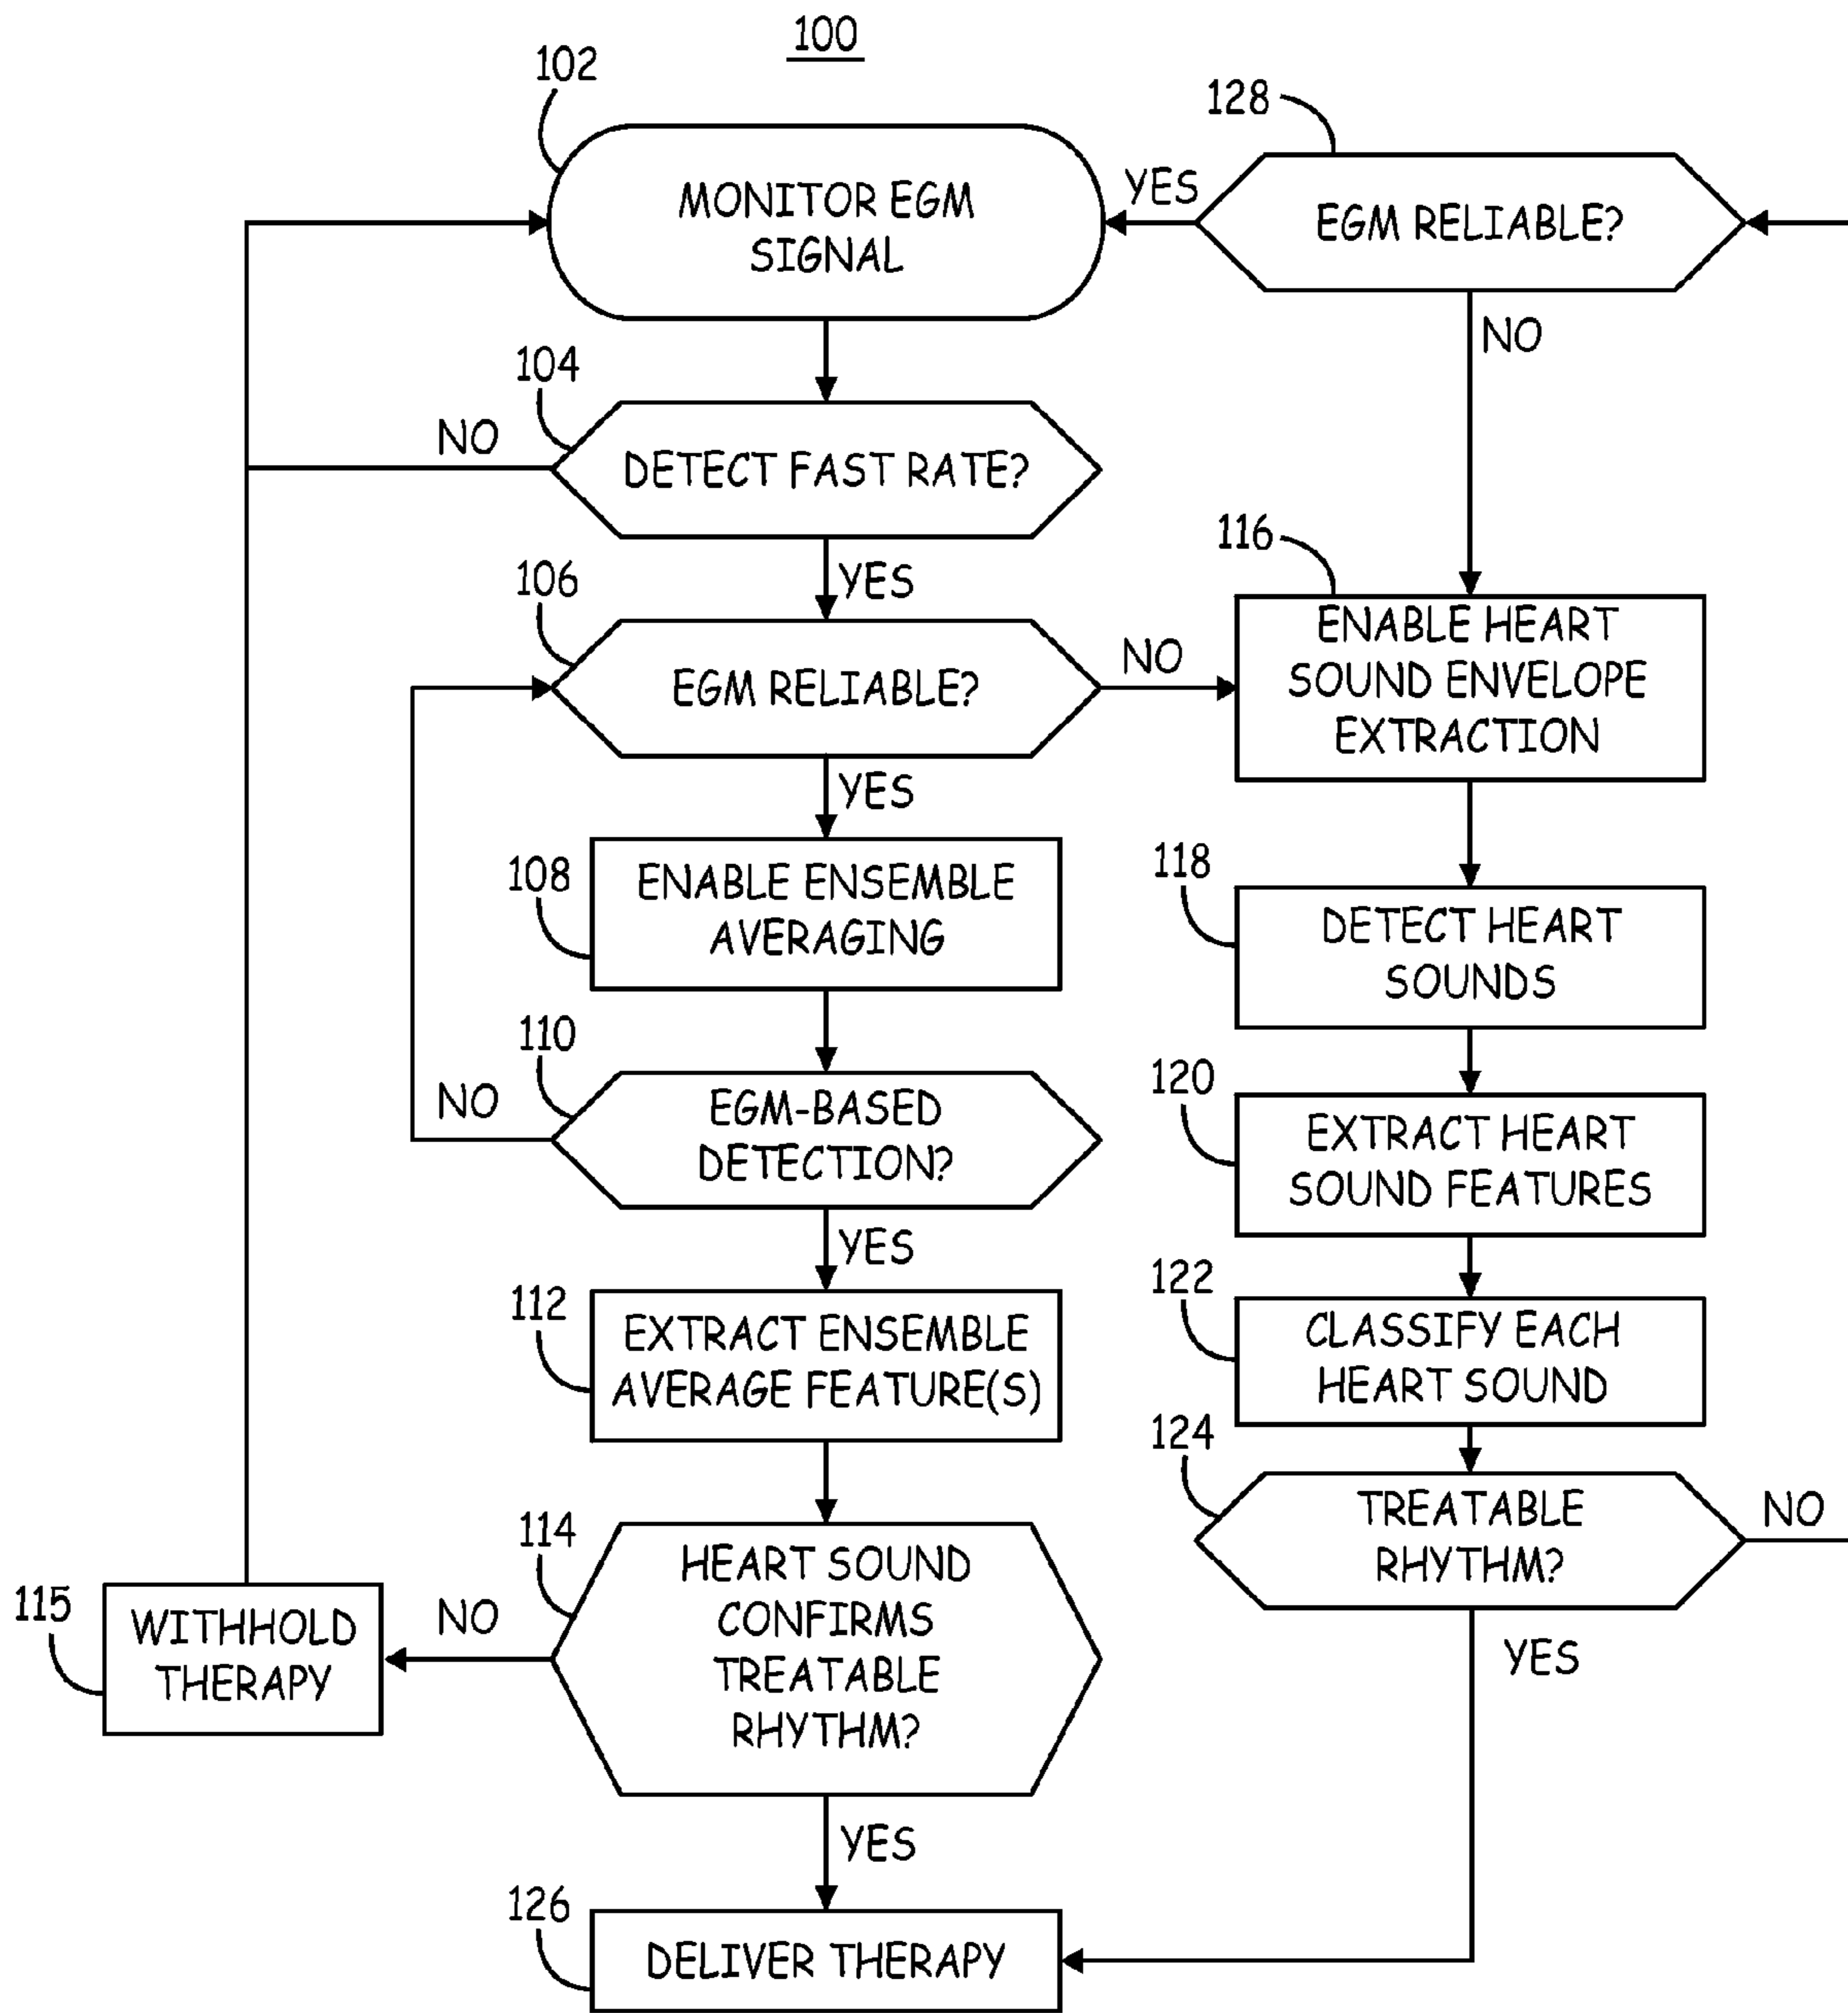 100
102
MONITOR EGM
SIGNAL
128
EGM RELIABLE?
YES
NO
104
DETECT FAST RATE?
NO
YES
106
EGM RELIABLE?
NO
YES
108
ENABLE ENSEMBLE
AVERAGING
110
EGM-BASED
DETECTION?
NO
YES
112
EXTRACT ENSEMBLE
AVERAGE FEATURE(S)
114
HEART SOUND
CONFIRMS
TREATABLE
RHYTHM?
NO
115
WITHHOLD
THERAPY
YES
116
ENABLE HEART
SOUND ENVELOPE
EXTRACTION
118
DETECT HEART
SOUNDS
120
EXTRACT HEART
SOUND FEATURES
122
CLASSIFY EACH
HEART SOUND
124
TREATABLE
RHYTHM?
NO
YES
126
DELIVER THERAPY